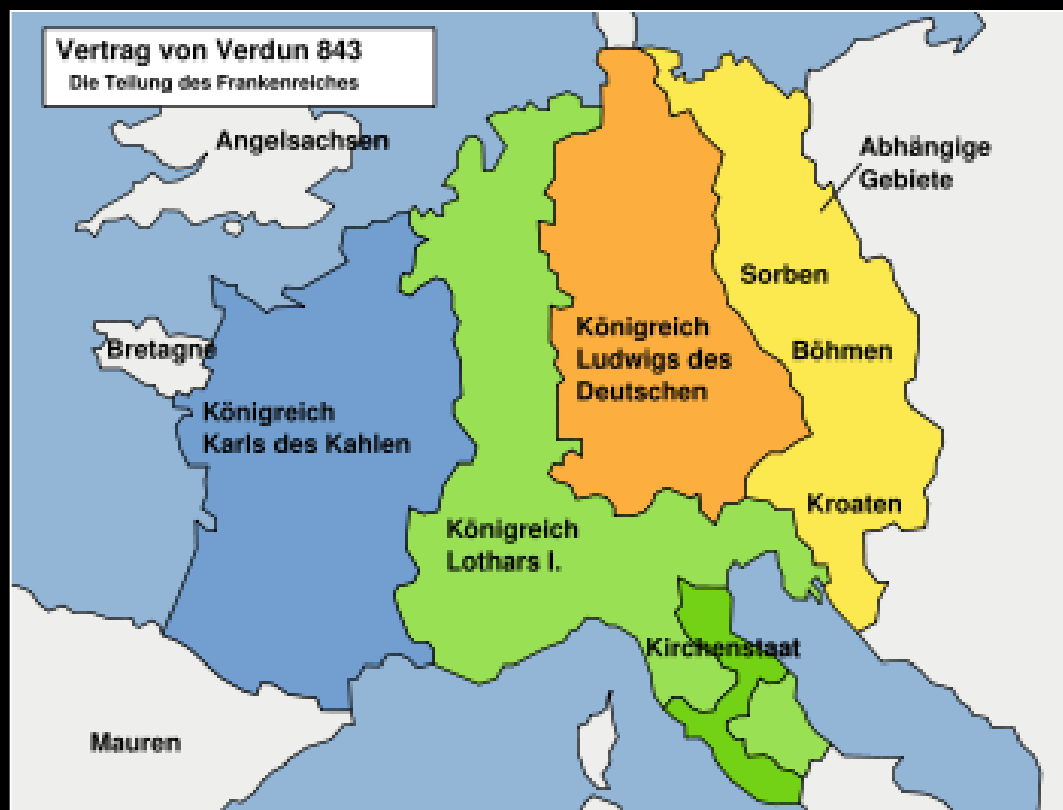 Vertrag von Verdun 843
Die Teilung des Frankenreiches
Angelsachsen
Abhängige
Gebiete
Sorben
Königreich
Ludwigs des
Deutschen
Böhmen
Bretagne
Königreich
Karls des Kahlen
Kroaten
Königreich
Lothars I.
Kirchenstaat
Mauren